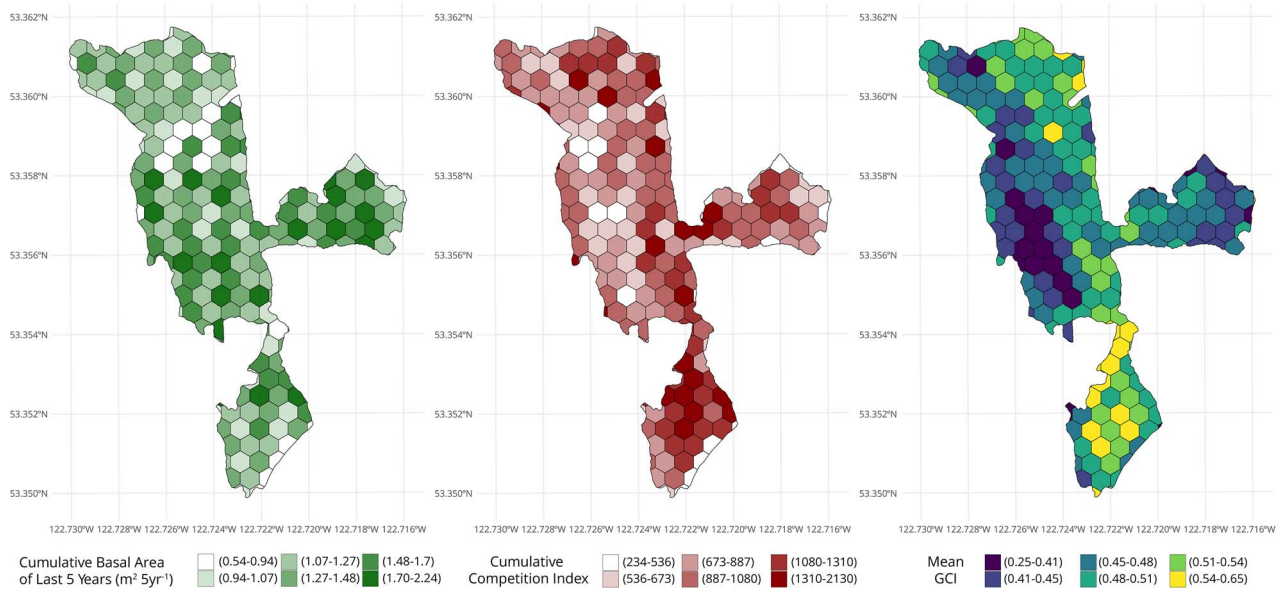 53.362°N
53.360°N
53.358°N
53.356°N
53.354°N
53.352°N
53.350°N
122.730°W 122.728°W 122.726°W 122.724°W 122.722°W 122.720°W 122.718°W 122.716°W
Cumulative Basal Area
of Last 5 Years (m² 5yr⁻¹)
(0.54-0.94) (1.07-1.27) (1.48-1.7)
(0.94-1.07) (1.27-1.48) (1.70-2.24)
53.362°N
53.360°N
53.358°N
53.356°N
53.354°N
53.352°N
53.350°N
122.730°W 122.728°W 122.726°W 122.724°W 122.722°W 122.720°W 122.718°W 122.716°W
Cumulative
Competition Index
(234-536) (673-887) (1080-1310)
(536-673) (887-1080) (1310-2130)
53.362°N
53.360°N
53.358°N
53.356°N
53.354°N
53.352°N
53.350°N
122.730°W 122.728°W 122.726°W 122.724°W 122.722°W 122.720°W 122.718°W 122.716°W
Mean
GCI
(0.25-0.41) (0.45-0.48) (0.51-0.54)
(0.41-0.45) (0.48-0.51) (0.54-0.65)